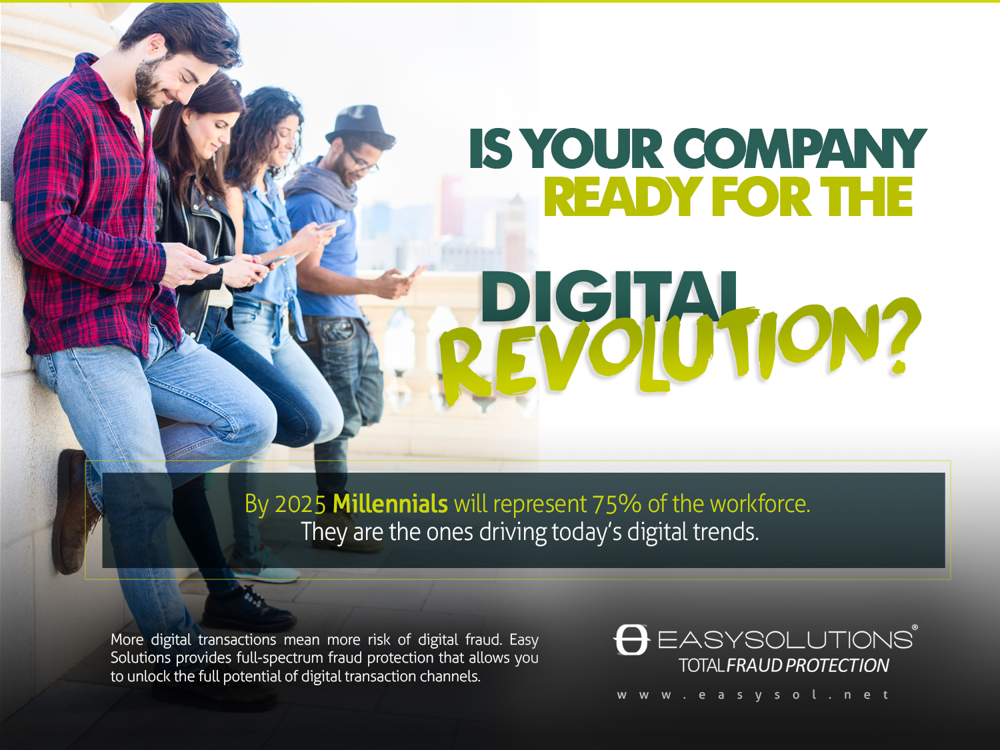 IS YOUR COMPANY
READY FOR THE
DIGITAL
REVOLUTION?
By 2025 Millennials will represent 75% of the workforce.
They are the ones driving today's digital trends.
More digital transactions mean more risk of digital fraud. Easy
Solutions provides full-spectrum fraud protection that allows you
to unlock the full potential of digital transaction channels.
EASYSOLUTIONS®
TOTAL FRAUD PROTECTION
www.easysol.net